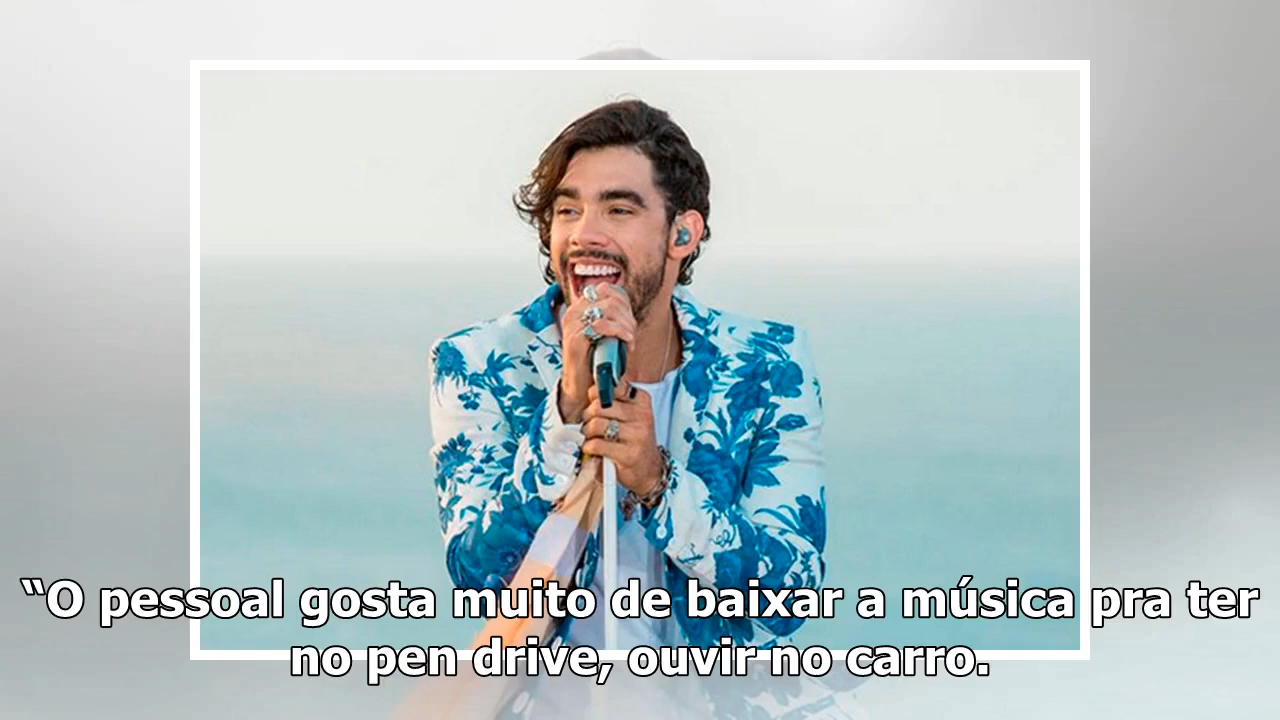 “O pessoal gosta muito de baixar a música pra ter
no pen drive, ouvir no carro.